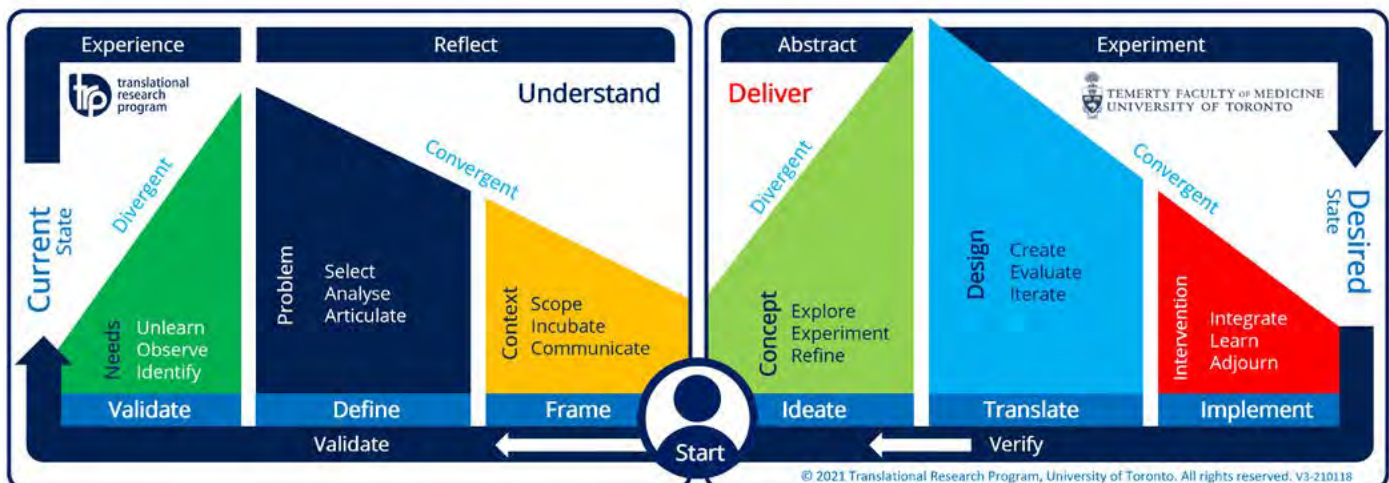 Experience
Reflect
Abstract
Experiment
trp
translational
research
program
Understand
Deliver
TEMERTY FACULTY OF MEDICINE
UNIVERSITY OF TORONTO
Current
State
Divergent
Convergent
Divergent
Convergent
Desired
State
Needs
Unlearn
Observe
Identify
Problem
Select
Analyse
Articulate
Context
Scope
Incubate
Communicate
Concept
Explore
Experiment
Refine
Design
Create
Evaluate
Iterate
Intervention
Integrate
Learn
Adjourn
Validate
Define
Frame
Ideate
Translate
Implement
Validate
Start
Verify
© 2021 Translational Research Program, University of Toronto. All rights reserved. V3-210118